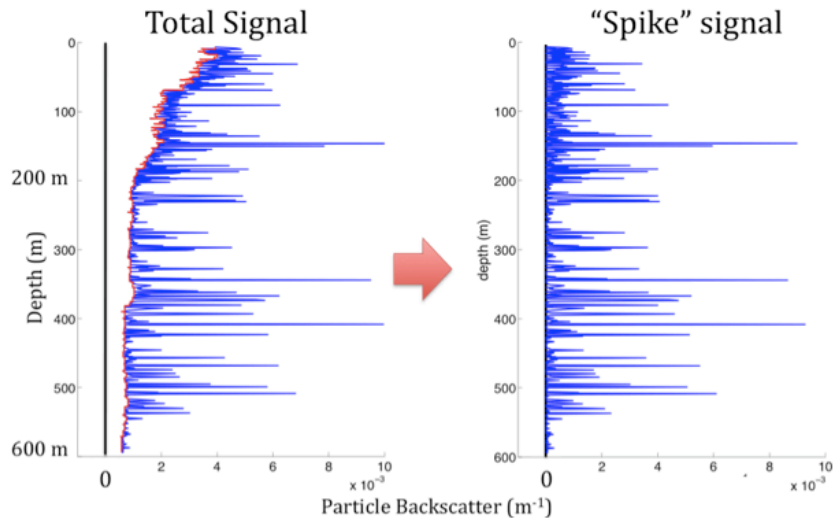 Total Signal
0
100
200 m
300
400
500
600 m
Depth (m)
0
2
4
6
8
10
x 10⁻³
“Spike” signal
0
100
200
300
400
500
600
depth (m)
0
2
4
6
8
10
x 10⁻³
Particle Backscatter (m⁻¹)